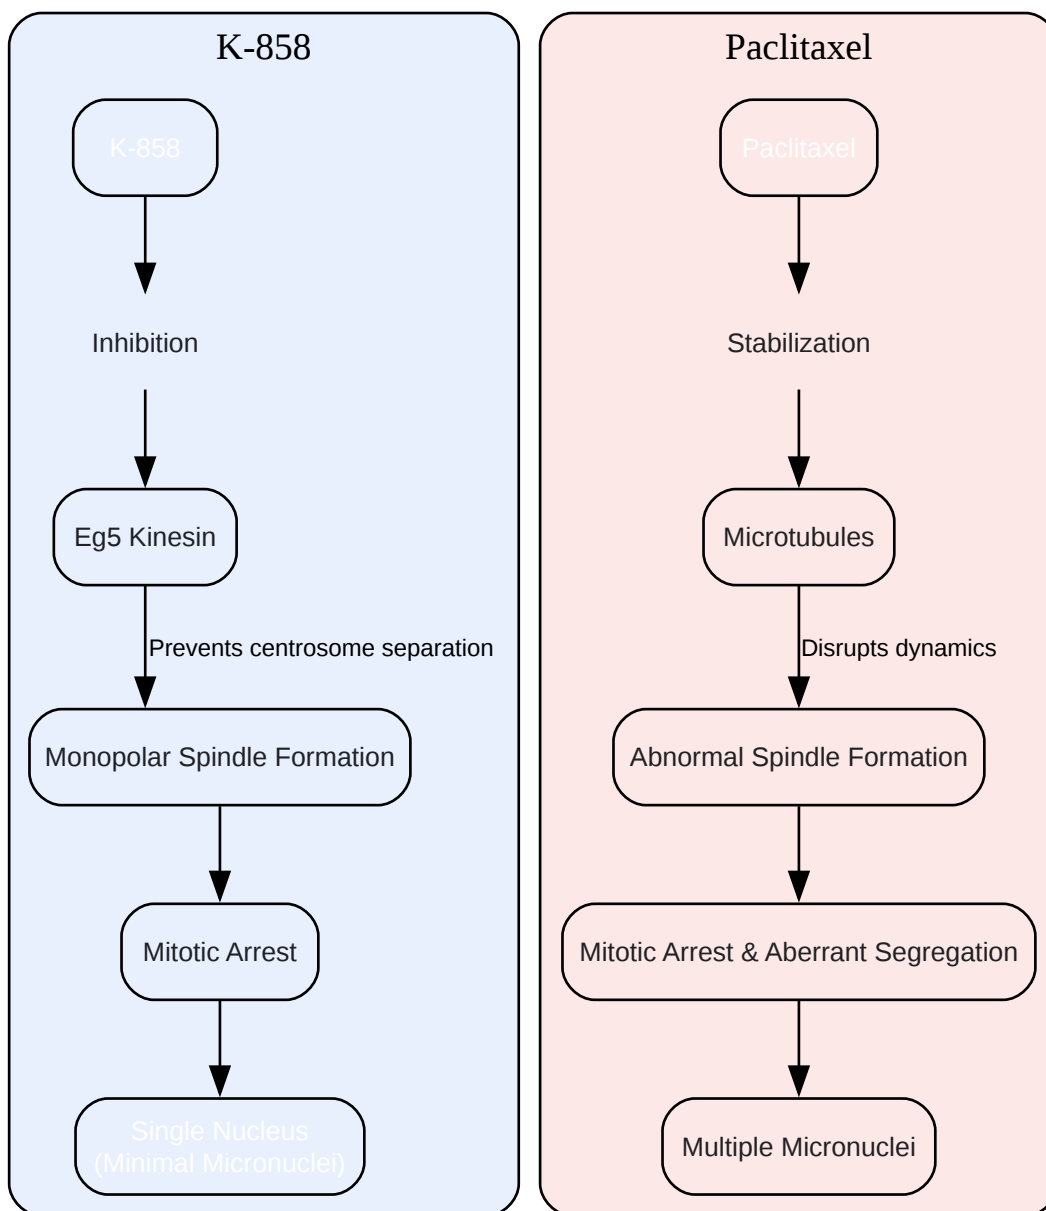 K-858
K-858
Inhibition
Eg5 Kinesin
Prevents centrosome separation
Monopolar Spindle Formation
Mitotic Arrest
Single Nucleus
(Minimal Micronuclei)
Paclitaxel
Paclitaxel
Stabilization
Microtubules
Disrupts dynamics
Abnormal Spindle Formation
Mitotic Arrest & Aberrant Segregation
Multiple Micronuclei